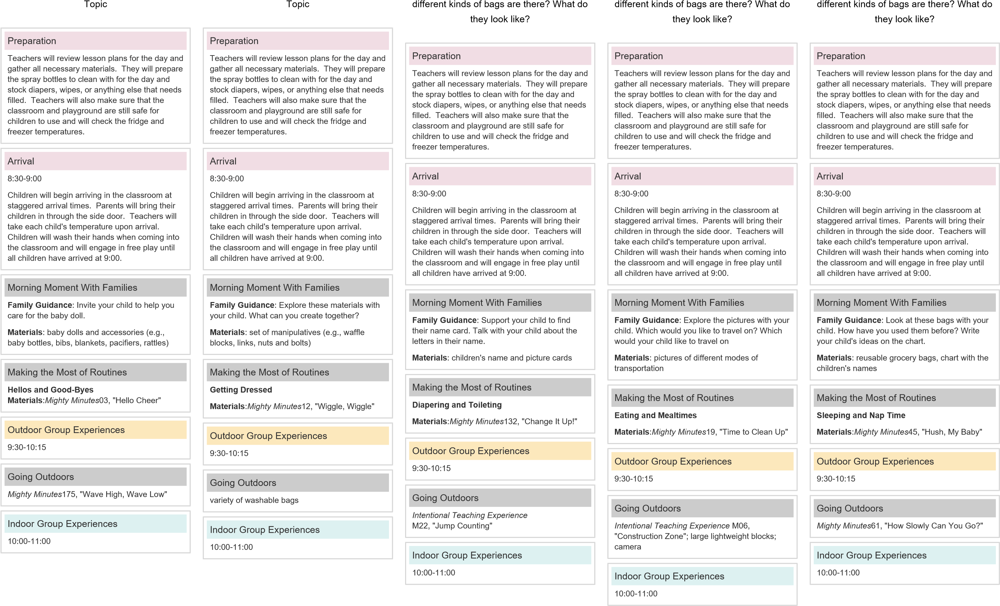 Topic
Preparation
Teachers will review lesson plans for the day and
gather all necessary materials.  They will prepare
the spray bottles to clean with for the day and
stock diapers, wipes, or anything else that needs
filled.  Teachers will also make sure that the
classroom and playground are still safe for
children to use and will check the fridge and
freezer temperatures.
Arrival
8:30-9:00
Children will begin arriving in the classroom at
staggered arrival times.  Parents will bring their
children in through the side door.  Teachers will
take each child's temperature upon arrival.
Children will wash their hands when coming into
the classroom and will engage in free play until
all children have arrived at 9:00.
Morning Moment With Families
Family Guidance: Invite your child to help you
care for the baby doll.
Materials: baby dolls and accessories (e.g.,
baby bottles, bibs, blankets, pacifiers, rattles)
Making the Most of Routines
Hellos and Good-Byes
Materials:Mighty Minutes03, "Hello Cheer"
Outdoor Group Experiences
9:30-10:15
Going Outdoors
Mighty Minutes175, "Wave High, Wave Low"
Indoor Group Experiences
10:00-11:00
Topic
Preparation
Teachers will review lesson plans for the day and
gather all necessary materials.  They will prepare
the spray bottles to clean with for the day and
stock diapers, wipes, or anything else that needs
filled.  Teachers will also make sure that the
classroom and playground are still safe for
children to use and will check the fridge and
freezer temperatures.
Arrival
8:30-9:00
Children will begin arriving in the classroom at
staggered arrival times.  Parents will bring their
children in through the side door.  Teachers will
take each child's temperature upon arrival.
Children will wash their hands when coming into
the classroom and will engage in free play until
all children have arrived at 9:00.
Morning Moment With Families
Family Guidance: Explore these materials with
your child. What can you create together?
Materials: set of manipulatives (e.g., waffle
blocks, links, nuts and bolts)
Making the Most of Routines
Getting Dressed
Materials:Mighty Minutes12, "Wiggle, Wiggle"
Outdoor Group Experiences
9:30-10:15
Going Outdoors
variety of washable bags
Indoor Group Experiences
10:00-11:00
different kinds of bags are there? What do
they look like?
Preparation
Teachers will review lesson plans for the day and
gather all necessary materials.  They will prepare
the spray bottles to clean with for the day and
stock diapers, wipes, or anything else that needs
filled.  Teachers will also make sure that the
classroom and playground are still safe for
children to use and will check the fridge and
freezer temperatures.
Arrival
8:30-9:00
Children will begin arriving in the classroom at
staggered arrival times.  Parents will bring their
children in through the side door.  Teachers will
take each child's temperature upon arrival.
Children will wash their hands when coming into
the classroom and will engage in free play until
all children have arrived at 9:00.
Morning Moment With Families
Family Guidance: Support your child to find
their name card. Talk with your child about the
letters in their name.
Materials: children's name and picture cards
Making the Most of Routines
Diapering and Toileting
Materials:Mighty Minutes132, "Change It Up!"
Outdoor Group Experiences
9:30-10:15
Going Outdoors
Intentional Teaching Experience
M22, "Jump Counting"
Indoor Group Experiences
10:00-11:00
different kinds of bags are there? What do
they look like?
Preparation
Teachers will review lesson plans for the day and
gather all necessary materials.  They will prepare
the spray bottles to clean with for the day and
stock diapers, wipes, or anything else that needs
filled.  Teachers will also make sure that the
classroom and playground are still safe for
children to use and will check the fridge and
freezer temperatures.
Arrival
8:30-9:00
Children will begin arriving in the classroom at
staggered arrival times.  Parents will bring their
children in through the side door.  Teachers will
take each child's temperature upon arrival.
Children will wash their hands when coming into
the classroom and will engage in free play until
all children have arrived at 9:00.
Morning Moment With Families
Family Guidance: Explore the pictures with your
child. Which would you like to travel on? Which
would your child like to travel on
Materials: pictures of different modes of
transportation
Making the Most of Routines
Eating and Mealtimes
Materials:Mighty Minutes19, "Time to Clean Up"
Outdoor Group Experiences
9:30-10:15
Going Outdoors
Intentional Teaching Experience M06,
"Construction Zone"; large lightweight blocks;
camera
Indoor Group Experiences
10:00-11:00
different kinds of bags are there? What do
they look like?
Preparation
Teachers will review lesson plans for the day and
gather all necessary materials.  They will prepare
the spray bottles to clean with for the day and
stock diapers, wipes, or anything else that needs
filled.  Teachers will also make sure that the
classroom and playground are still safe for
children to use and will check the fridge and
freezer temperatures.
Arrival
8:30-9:00
Children will begin arriving in the classroom at
staggered arrival times.  Parents will bring their
children in through the side door.  Teachers will
take each child's temperature upon arrival.
Children will wash their hands when coming into
the classroom and will engage in free play until
all children have arrived at 9:00.
Morning Moment With Families
Family Guidance: Look at these bags with your
child. How have you used them before? Write
your child's ideas on the chart.
Materials: reusable grocery bags, chart with the
children's names
Making the Most of Routines
Sleeping and Nap Time
Materials:Mighty Minutes45, "Hush, My Baby"
Outdoor Group Experiences
9:30-10:15
Going Outdoors
Mighty Minutes61, "How Slowly Can You Go?"
Indoor Group Experiences
10:00-11:00